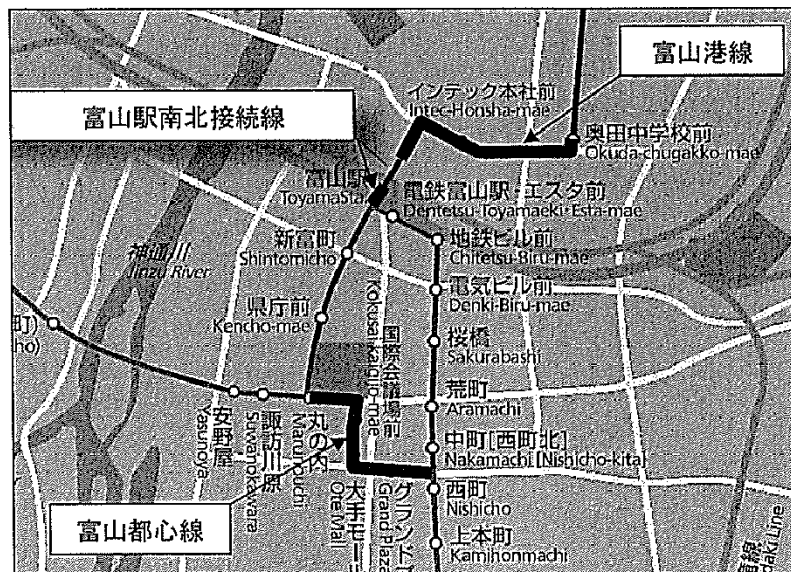 富山港線
インテック本社前
Intec-Honsha-mae
富山駅南北接続線
奥田中学校前
Okuda-chugakko-mae
富山駅
ToyamaSta.
電鉄富山駅・エスタ前
Dentetsu-Toyamaeki・Esta-mae
新富町
Shintomicho
地鉄ビル前
Chitetsu-Biru-mae
神通川
Jinzu River
電気ビル前
Denki-Biru-mae
県庁前
Kencho-mae
国際会議場前
Kokusaikaigijo-mae
町)
ho)
桜橋
Sakurabashi
荒町
Aramachi
安野屋
Yasunoya
諏訪川原
Suwanokawara
丸の内
Marunouchi
中町[西町北]
Nakamachi [Nishicho-kita]
西町
Nishicho
大手モー
Ote Mall
グランドプ
Grand Plaza
富山都心線
上本町
Kamihonmachi
daki Line)